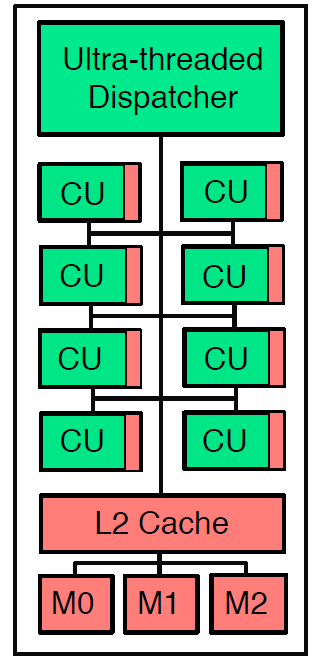 Ultra-threaded
Dispatcher
CU CU
CU CU
CU CU
CU CU
L2 Cache
M0 M1 M2